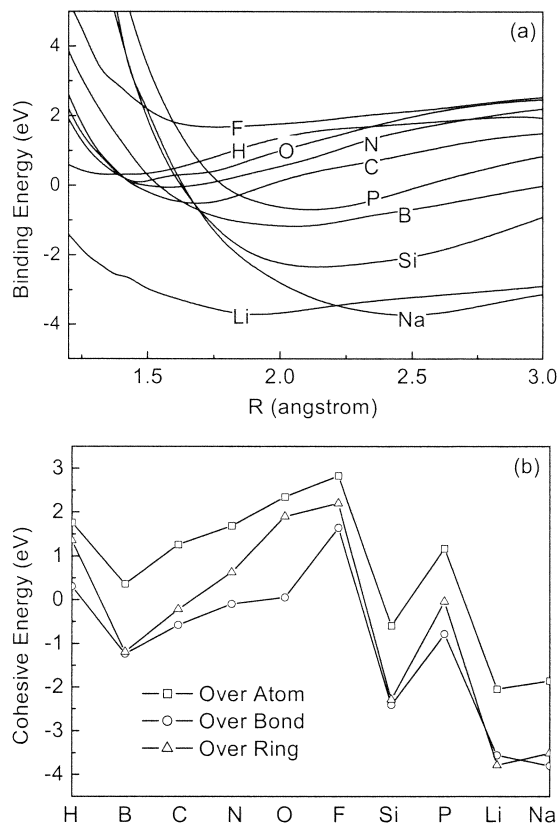 (a)
Binding Energy (eV)
4
2
0
-2
-4
F
H
O
N
C
P
B
Si
Li
Na
1.5
2.0
2.5
3.0
R (angstrom)
(b)
Cohesive Energy (eV)
3
2
1
0
-1
-2
-3
-4
Over Atom
Over Bond
Over Ring
H B C N O F Si P Li Na